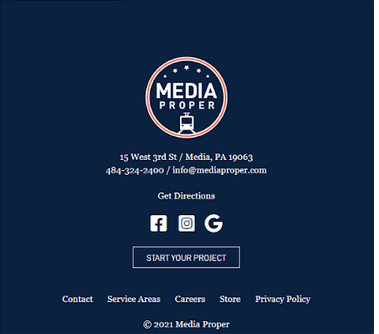 MEDIA
PROPER
15 West 3rd St / Media, PA 19063
484-324-2400 / info@mediaproper.com
Get Directions
START YOUR PROJECT
Contact Service Areas Careers Store Privacy Policy
© 2021 Media Proper